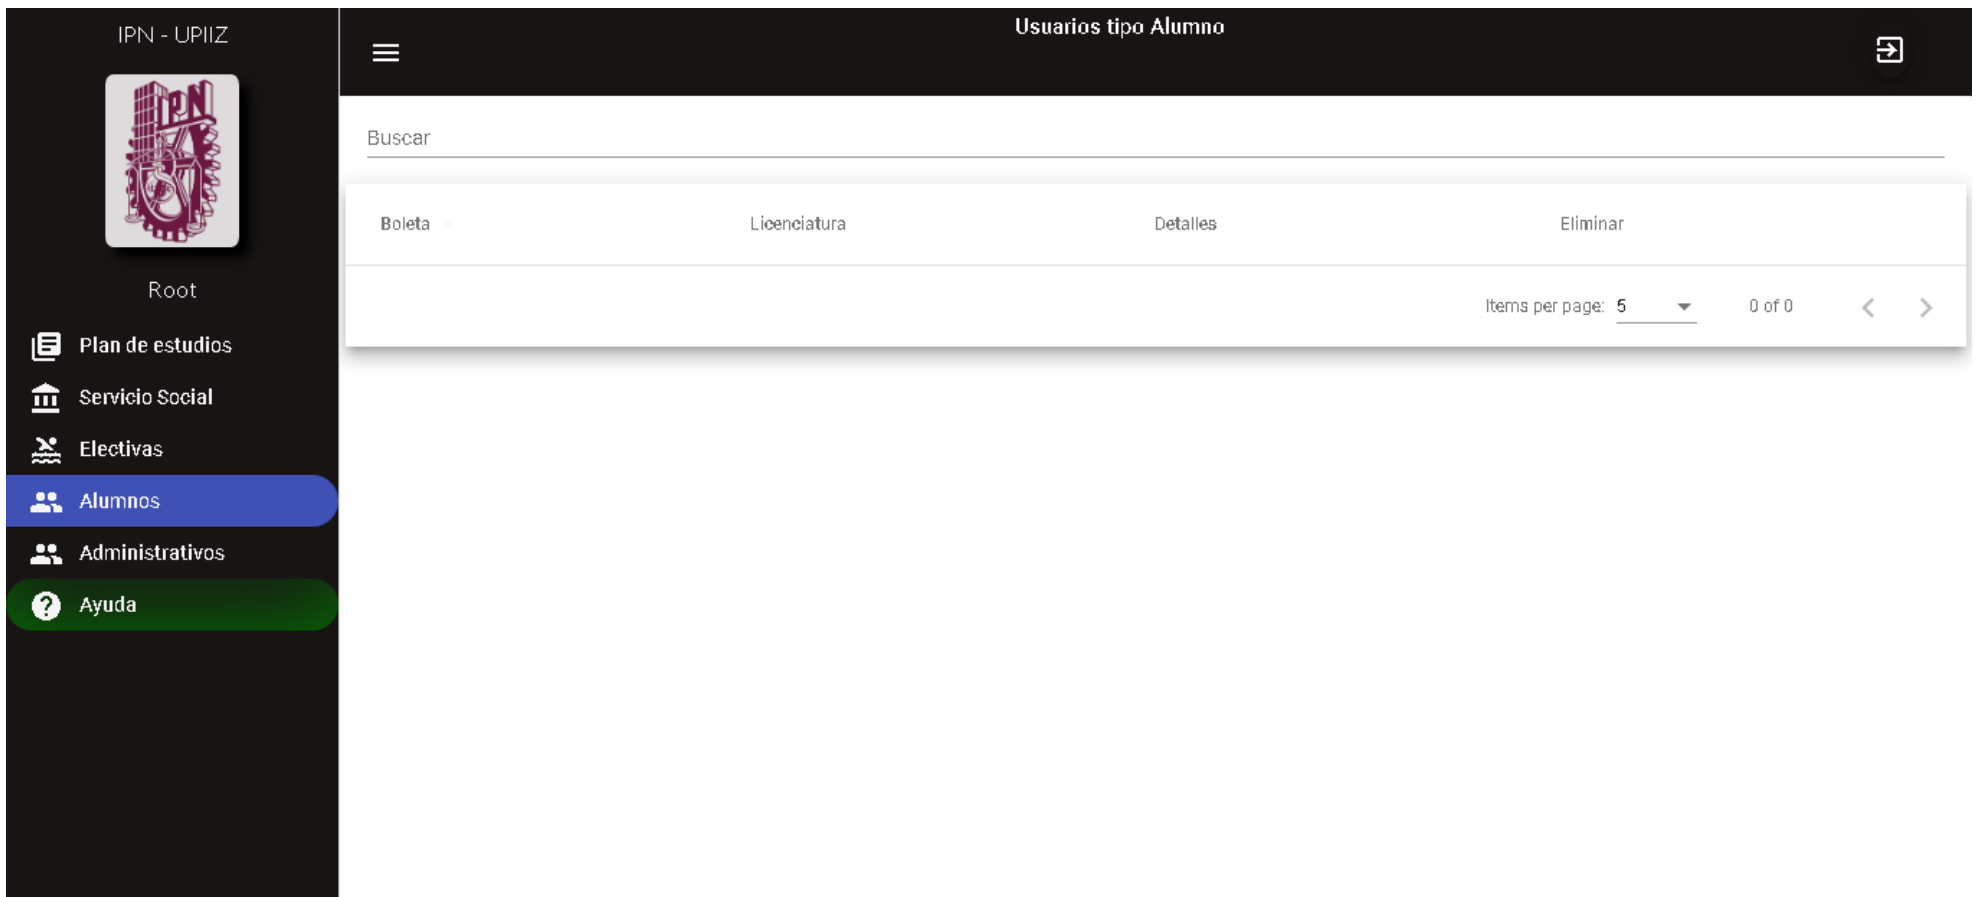 IPN - UPIIZ
IPN
Root
Plan de estudios
Servicio Social
Electivas
Alumnos
Administrativos
Ayuda
Usuarios tipo Alumno
Buscar
Boleta Licenciatura Detalles Eliminar
Items per page: 5 0 of 0